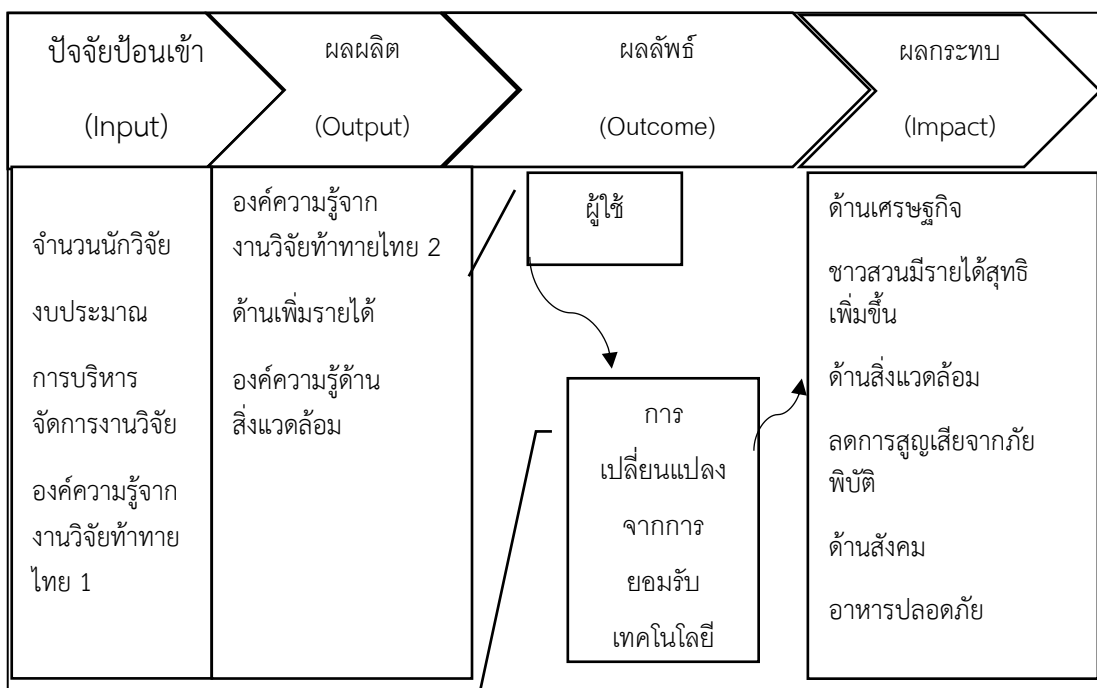 ปัจจัยป้อนเข้า
(Input)
ผลผลิต
(Output)
ผลลัพธ์
(Outcome)
ผลกระทบ
(Impact)
จำนวนนักวิจัย
งบประมาณ
การบริหาร
จัดการงานวิจัย
องค์ความรู้จาก
งานวิจัยท้าทาย
ไทย 1
องค์ความรู้จาก
งานวิจัยท้าทายไทย 2
ด้านเพิ่มรายได้
องค์ความรู้ด้าน
สิ่งแวดล้อม
ผู้ใช้
การ
เปลี่ยนแปลง
จากการ
ยอมรับ
เทคโนโลยี
ด้านเศรษฐกิจ
ชาวสวนมีรายได้สุทธิ
เพิ่มขึ้น
ด้านสิ่งแวดล้อม
ลดการสูญเสียจากภัย
พิบัติ
ด้านสังคม
อาหารปลอดภัย